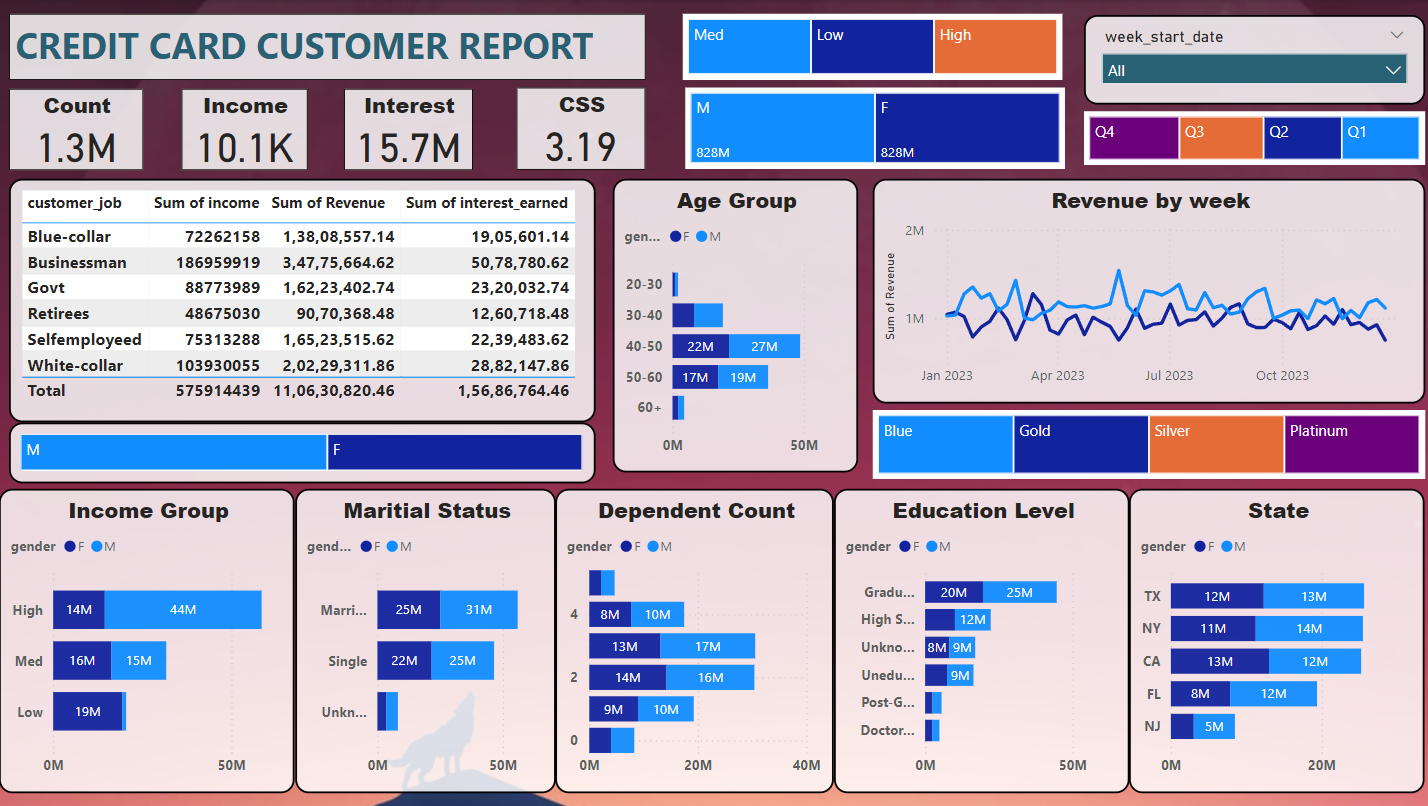 CREDIT CARD CUSTOMER REPORT
Med Low High
week_start_date
All
Count
1.3M
Income
10.1K
Interest
15.7M
CSS
3.19
M F
828M 828M
Q4 Q3 Q2 Q1
customer_job Sum of income Sum of Revenue Sum of interest_earned
Blue-collar 72262158 1,38,08,557.14 19,05,601.14
Businessman 186959919 3,47,75,664.62 50,78,780.62
Govt 88773989 1,62,23,402.74 23,20,032.74
Retirees 48675030 90,70,368.48 12,60,718.48
Selfemployeed 75313288 1,65,23,515.62 22,39,483.62
White-collar 103930055 2,02,29,311.86 28,82,147.86
Total 575914439 11,06,30,820.46 1,56,86,764.46
M F
Age Group
gen... F M
20-30
30-40
40-50 22M 27M
50-60 17M 19M
60+
0M 50M
Revenue by week
Sum of Revenue
2M
1M
Jan 2023 Apr 2023 Jul 2023 Oct 2023
Blue Gold Silver Platinum
Income Group
gender F M
High 14M 44M
Med 16M 15M
Low 19M
0M 50M
Maritial Status
gend... F M
Marri... 25M 31M
Single 22M 25M
Unkn...
0M 50M
Dependent Count
gender F M
4 8M 10M
13M 17M
2 14M 16M
9M 10M
0
0M 20M 40M
Education Level
gender F M
Gradu... 20M 25M
High S... 12M
Unkno... 8M 9M
Unedu... 9M
Post-G...
Doctor...
0M 50M
State
gender F M
TX 12M 13M
NY 11M 14M
CA 13M 12M
FL 8M 12M
NJ 5M
0M 20M